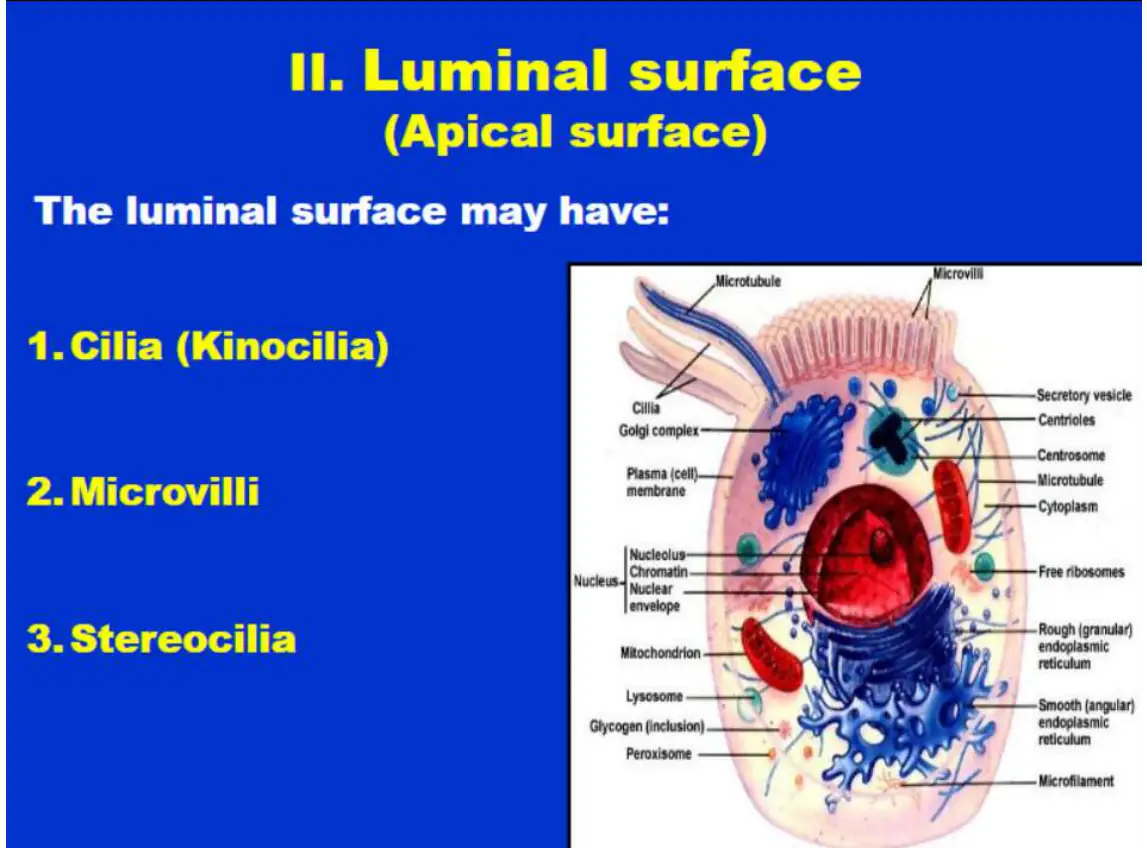 II. Luminal surface
(Apical surface)
The luminal surface may have:
1. Cilia (Kinocilia)
2. Microvilli
3. Stereocilia
Microtubule
Microvilli
Cillia
Golgi complex
Plasma (cell)
membrane
Nucleus
Nucleolus
Chromatin
Nuclear
envelope
Mitochondrion
Lysosome
Glycogen (inclusion)
Peroxisome
Secretory vesicle
Centrioles
Centrosome
Microtubule
Cytoplasm
Free ribosomes
Rough (granular)
endoplasmic
reticulum
Smooth (angular)
endoplasmic
reticulum
Microfilament